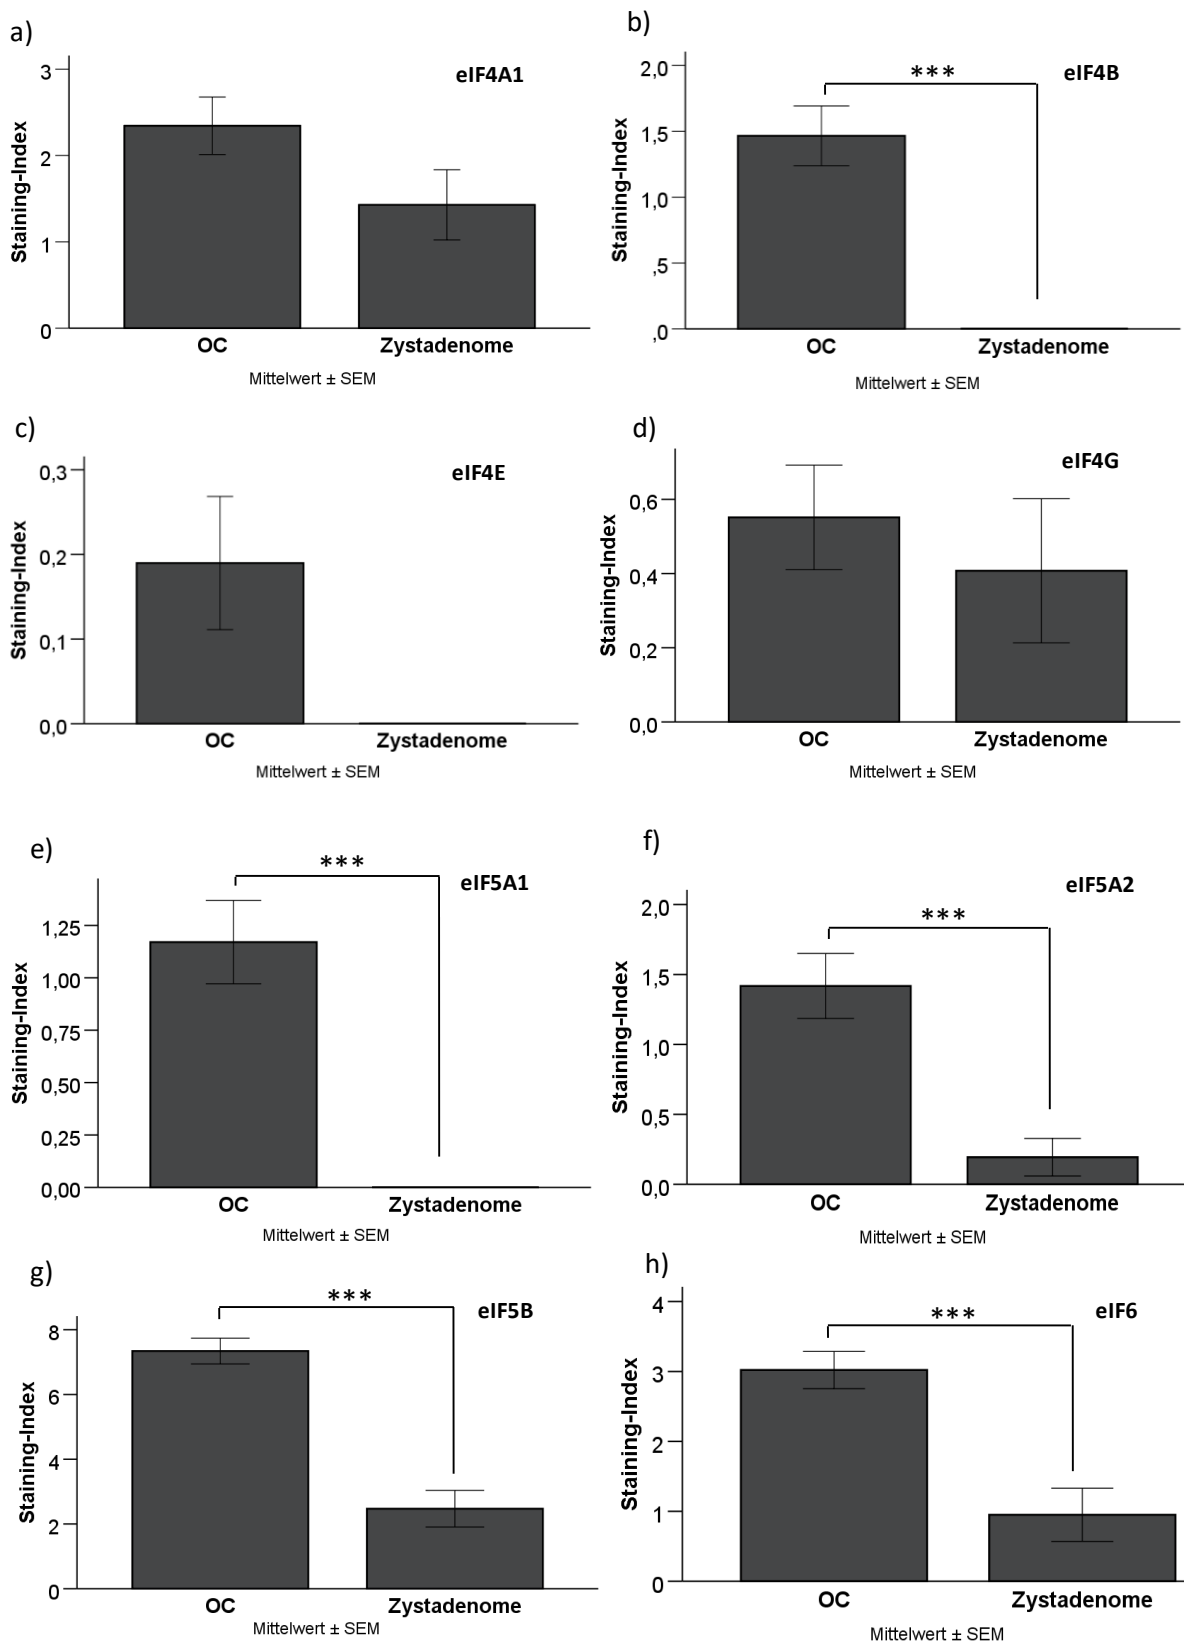 a)
eIF4A1
Staining-Index
3
2
1
0
OC Zystadenome
Mittelwert ± SEM
b)
eIF4B
***
Staining-Index
2,0
1,5
1,0
,5
,0
OC Zystadenome
Mittelwert ± SEM
c)
eIF4E
Staining-Index
0,3
0,2
0,1
0,0
OC Zystadenome
Mittelwert ± SEM
d)
eIF4G
Staining-Index
0,6
0,4
0,2
0,0
OC Zystadenome
Mittelwert ± SEM
e)
***
eIF5A1
Staining-Index
1,25
1,00
0,75
0,50
0,25
0,00
OC Zystadenome
Mittelwert ± SEM
f)
eIF5A2
***
Staining-Index
2,0
1,5
1,0
0,5
0,0
OC Zystadenome
Mittelwert ± SEM
g)
***
eIF5B
Staining-Index
8
6
4
2
0
OC Zystadenome
Mittelwert ± SEM
h)
***
eIF6
Staining-Index
4
3
2
1
0
OC Zystadenome
Mittelwert ± SEM